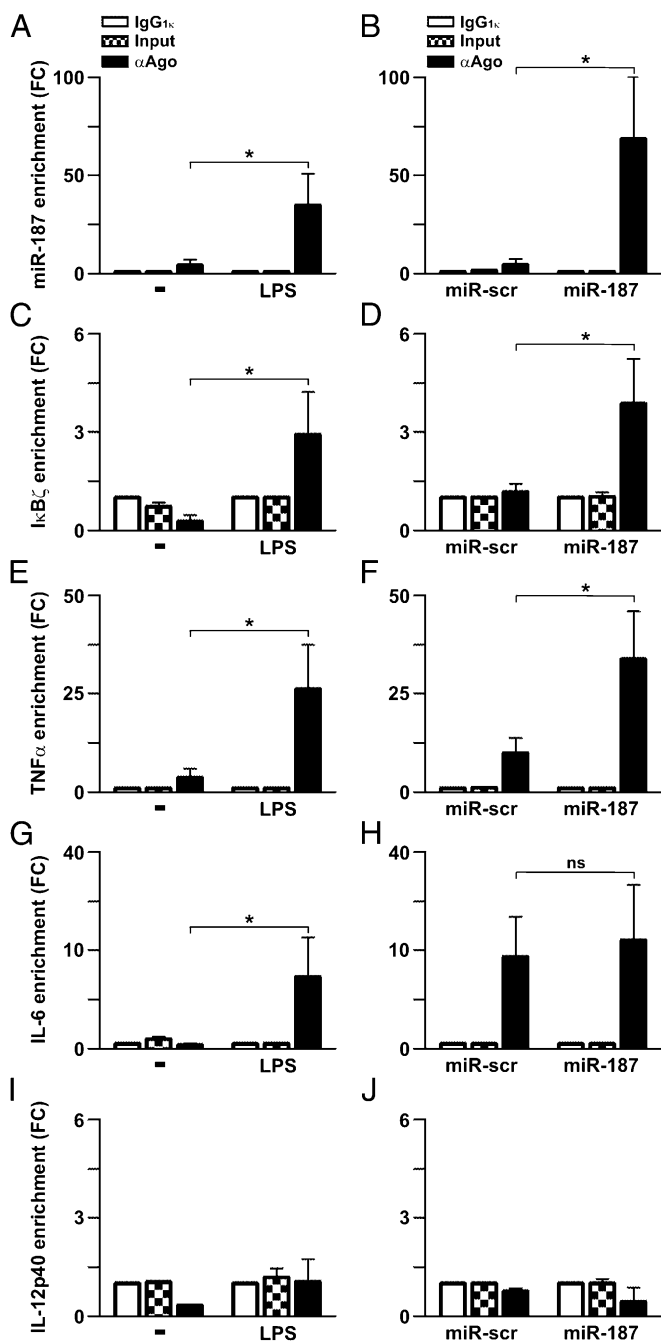 A
IgG1κ
Input
αAgo
B
IgG1κ
Input
αAgo
miR-187 enrichment (FC)
100
50
0
*
-
LPS
100
50
0
*
miR-scr
miR-187
C
IκBζ enrichment (FC)
6
3
0
*
-
LPS
D
6
3
0
*
miR-scr
miR-187
E
TNFα enrichment (FC)
50
25
0
*
-
LPS
F
50
25
0
*
miR-scr
miR-187
G
IL-6 enrichment (FC)
40
10
0
*
-
LPS
H
40
10
0
ns
miR-scr
miR-187
I
IL-12p40 enrichment (FC)
6
3
0
-
LPS
J
6
3
0
miR-scr
miR-187